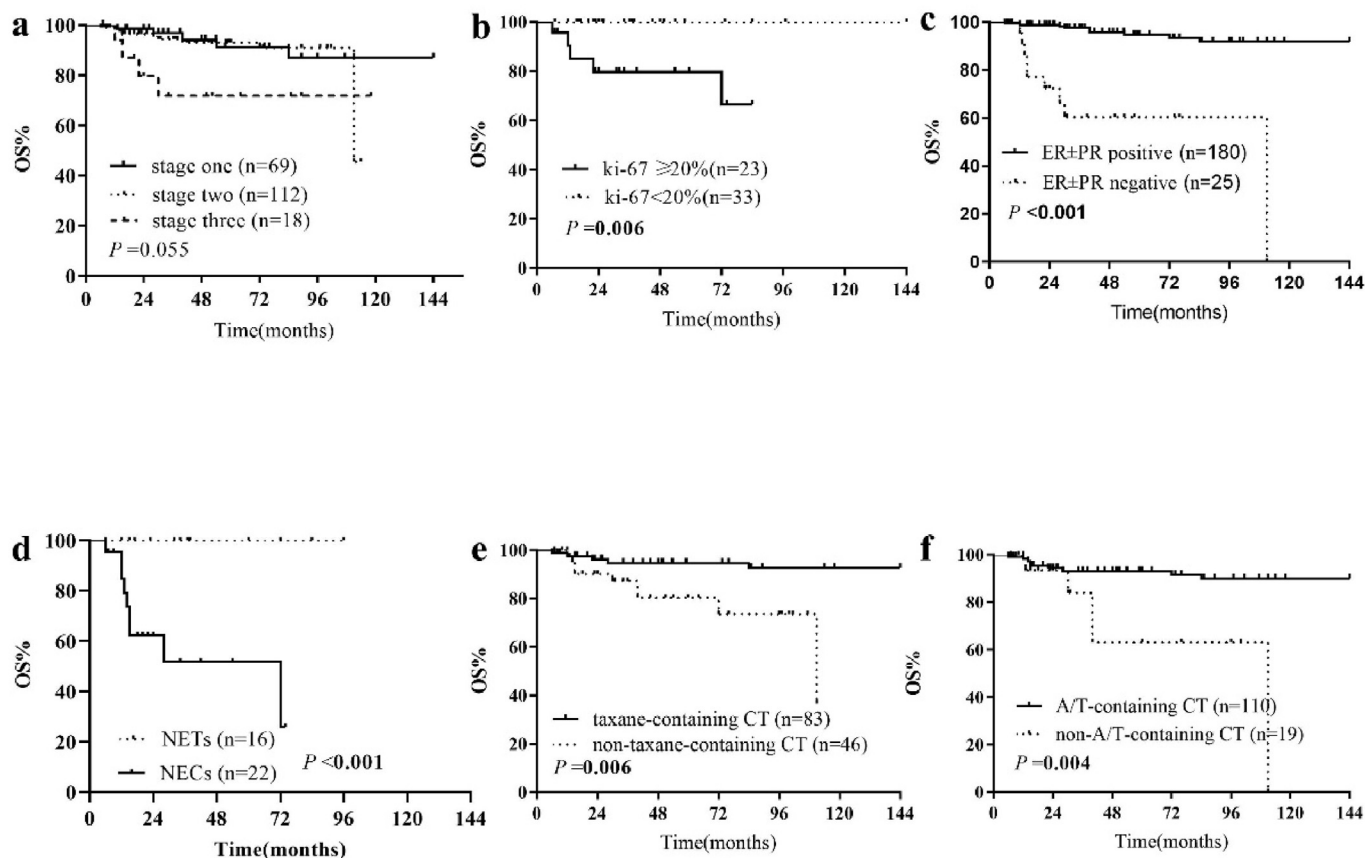 a
OS%
100
80
60
40
20
0
stage one (n=69)
stage two (n=112)
stage three (n=18)
P =0.055
0 24 48 72 96 120 144
Time(months)
b
OS%
100
80
60
40
20
0
ki-67 ≥20%(n=23)
ki-67<20%(n=33)
P =0.006
0 24 48 72 96 120 144
Time(months)
c
OS%
100
80
60
40
20
0
ER±PR positive (n=180)
ER±PR negative (n=25)
P <0.001
0 24 48 72 96 120 144
Time(months)
d
OS%
100
80
60
40
20
0
NETs (n=16)
NECs (n=22)
P <0.001
0 24 48 72 96 120 144
Time(months)
e
OS%
100
80
60
40
20
0
taxane-containing CT (n=83)
non-taxane-containing CT (n=46)
P =0.006
0 24 48 72 96 120 144
Time(months)
f
OS%
100
80
60
40
20
0
A/T-containing CT (n=110)
non-A/T-containing CT (n=19)
P =0.004
0 24 48 72 96 120 144
Time(months)